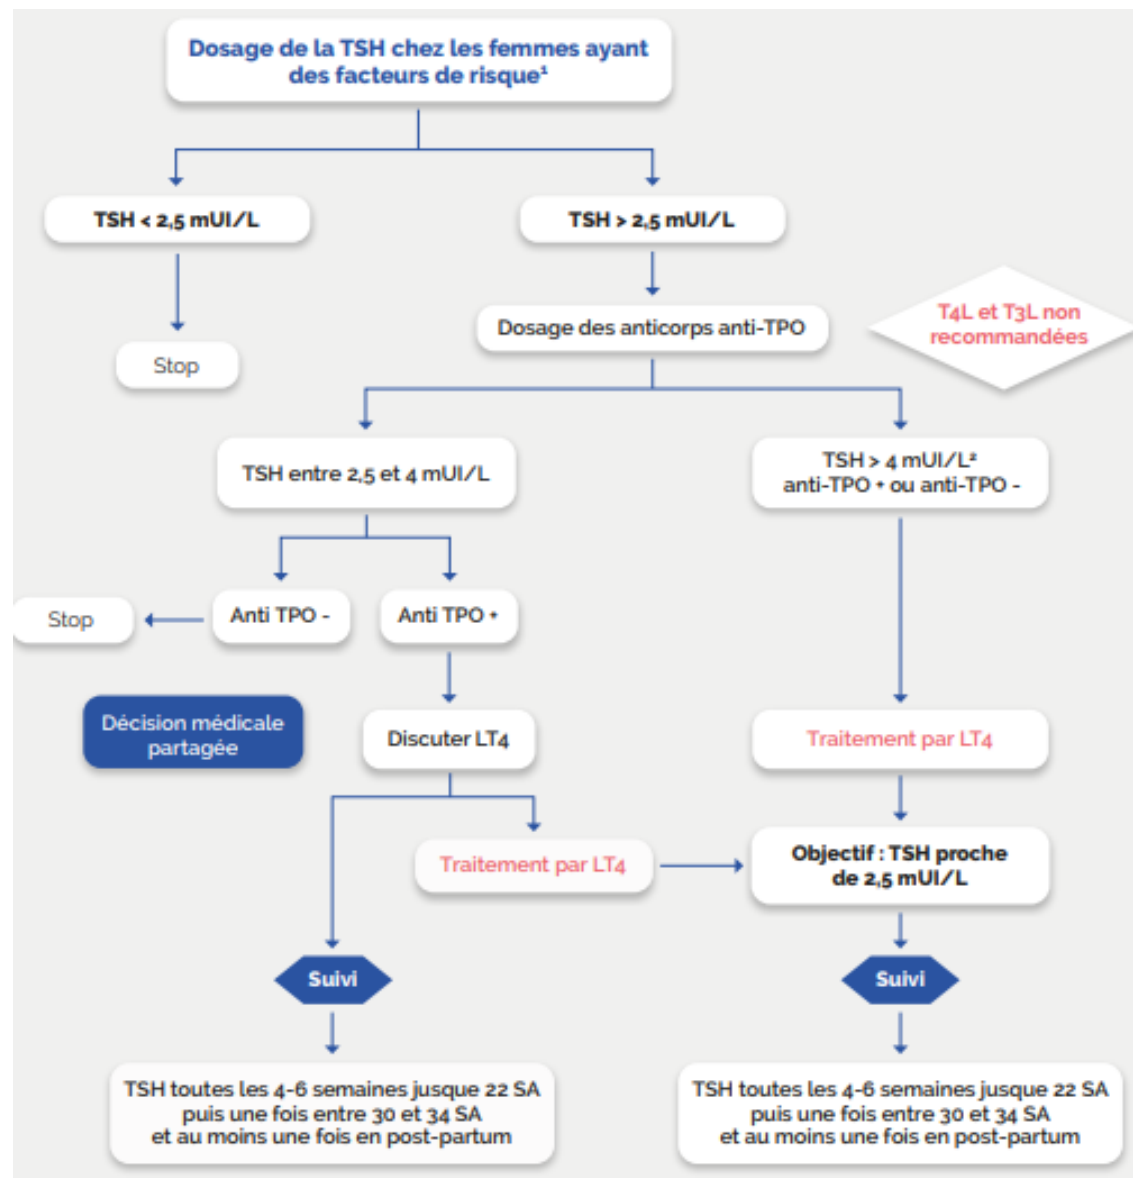 Dosage de la TSH chez les femmes ayant
des facteurs de risque¹
TSH < 2,5 mUI/L
TSH > 2,5 mUI/L
Stop
Dosage des anticorps anti-TPO
T4L et T3L non
recommandées
TSH entre 2,5 et 4 mUI/L
TSH > 4 mUI/L²
anti-TPO + ou anti-TPO -
Stop
Anti TPO -
Anti TPO +
Décision médicale
partagée
Discuter LT4
Traitement par LT4
Traitement par LT4
Objectif : TSH proche
de 2,5 mUI/L
Suivi
Suivi
TSH toutes les 4-6 semaines jusque 22 SA
puis une fois entre 30 et 34 SA
et au moins une fois en post-partum
TSH toutes les 4-6 semaines jusque 22 SA
puis une fois entre 30 et 34 SA
et au moins une fois en post-partum